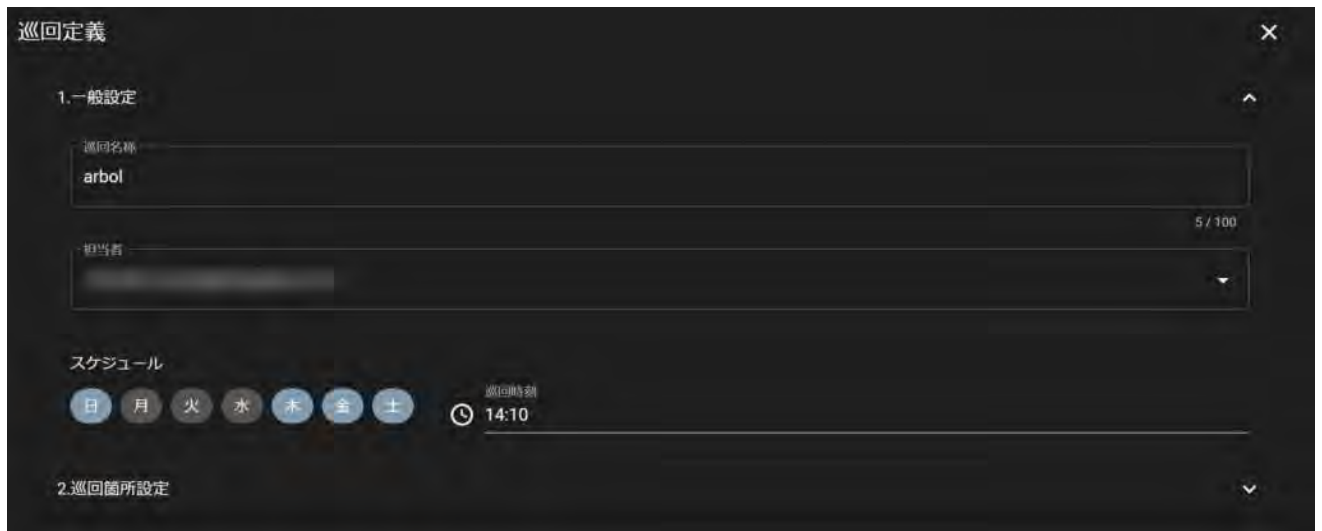 巡回定義
1.一般設定
巡回名称
arbol
5 / 100
担当者
スケジュール
日 月 火 水 木 金 土
巡回時刻
14:10
2.巡回箇所設定